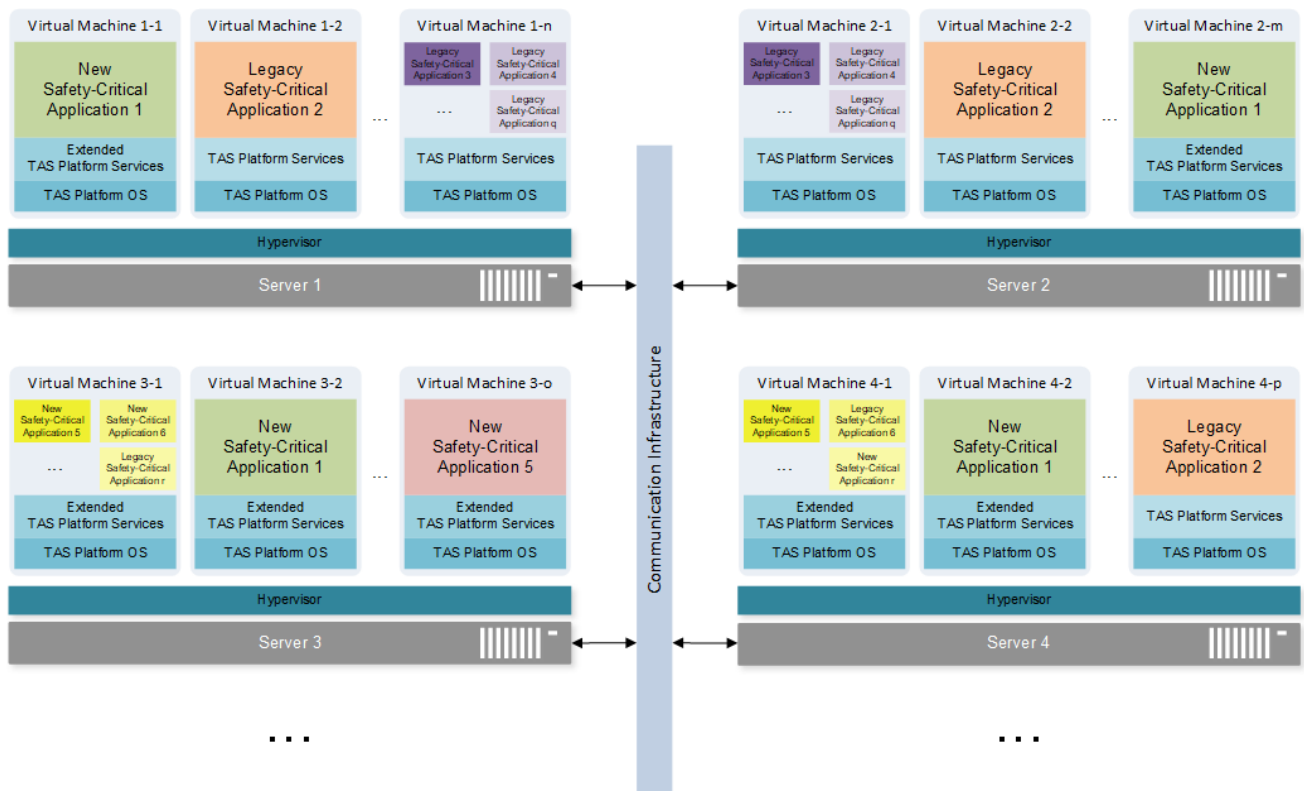 Virtual Machine 1-1
New
Safety-Critical
Application 1
Extended
TAS Platform Services
TAS Platform OS
Virtual Machine 1-2
Legacy
Safety-Critical
Application 2
TAS Platform Services
TAS Platform OS
...
Virtual Machine 1-n
Legacy
Safety-Critical
Application 3
Legacy
Safety-Critical
Application 4
...
Legacy
Safety-Critical
Application q
TAS Platform Services
TAS Platform OS
Hypervisor
Server 1
Virtual Machine 2-1
Legacy
Safety-Critical
Application 3
Legacy
Safety-Critical
Application 4
...
Legacy
Safety-Critical
Application q
TAS Platform Services
TAS Platform OS
Virtual Machine 2-2
Legacy
Safety-Critical
Application 2
TAS Platform Services
TAS Platform OS
...
Virtual Machine 2-m
New
Safety-Critical
Application 1
Extended
TAS Platform Services
TAS Platform OS
Hypervisor
Server 2
Communication Infrastructure
Virtual Machine 3-1
New
Safety-Critical
Application 5
New
Safety-Critical
Application 6
...
Legacy
Safety-Critical
Application r
Extended
TAS Platform Services
TAS Platform OS
Virtual Machine 3-2
New
Safety-Critical
Application 1
Extended
TAS Platform Services
TAS Platform OS
...
Virtual Machine 3-o
New
Safety-Critical
Application 5
Extended
TAS Platform Services
TAS Platform OS
Hypervisor
Server 3
...
Virtual Machine 4-1
New
Safety-Critical
Application 5
Legacy
Safety-Critical
Application 6
...
New
Safety-Critical
Application r
Extended
TAS Platform Services
TAS Platform OS
Virtual Machine 4-2
New
Safety-Critical
Application 1
Extended
TAS Platform Services
TAS Platform OS
...
Virtual Machine 4-p
Legacy
Safety-Critical
Application 2
TAS Platform Services
TAS Platform OS
Hypervisor
Server 4
...